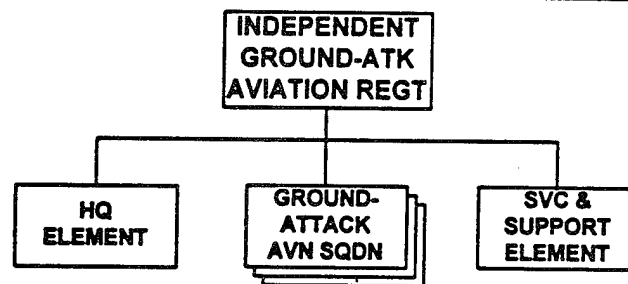 INDEPENDENT
GROUND-ATK
AVIATION REGT
HQ
ELEMENT
GROUND-
ATTACK
AVN SQDN
SVC &
SUPPORT
ELEMENT